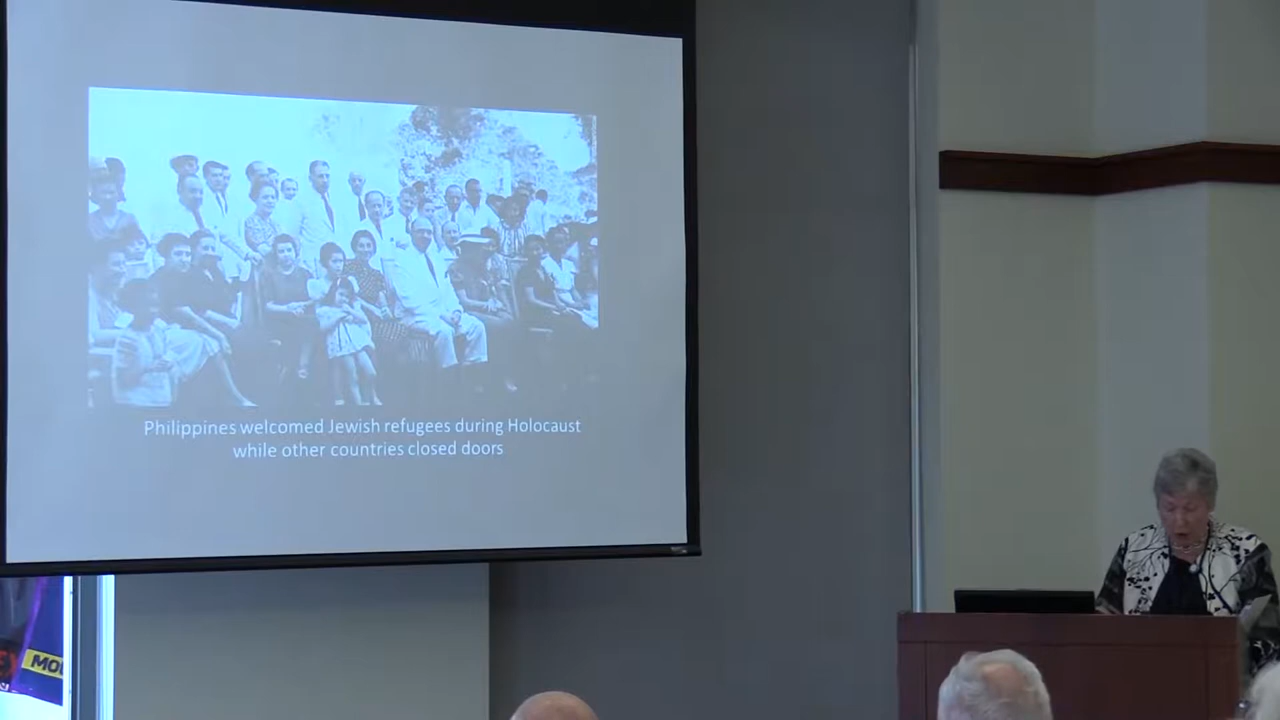 Philippines welcomed Jewish refugees during Holocaust
while other countries closed doors